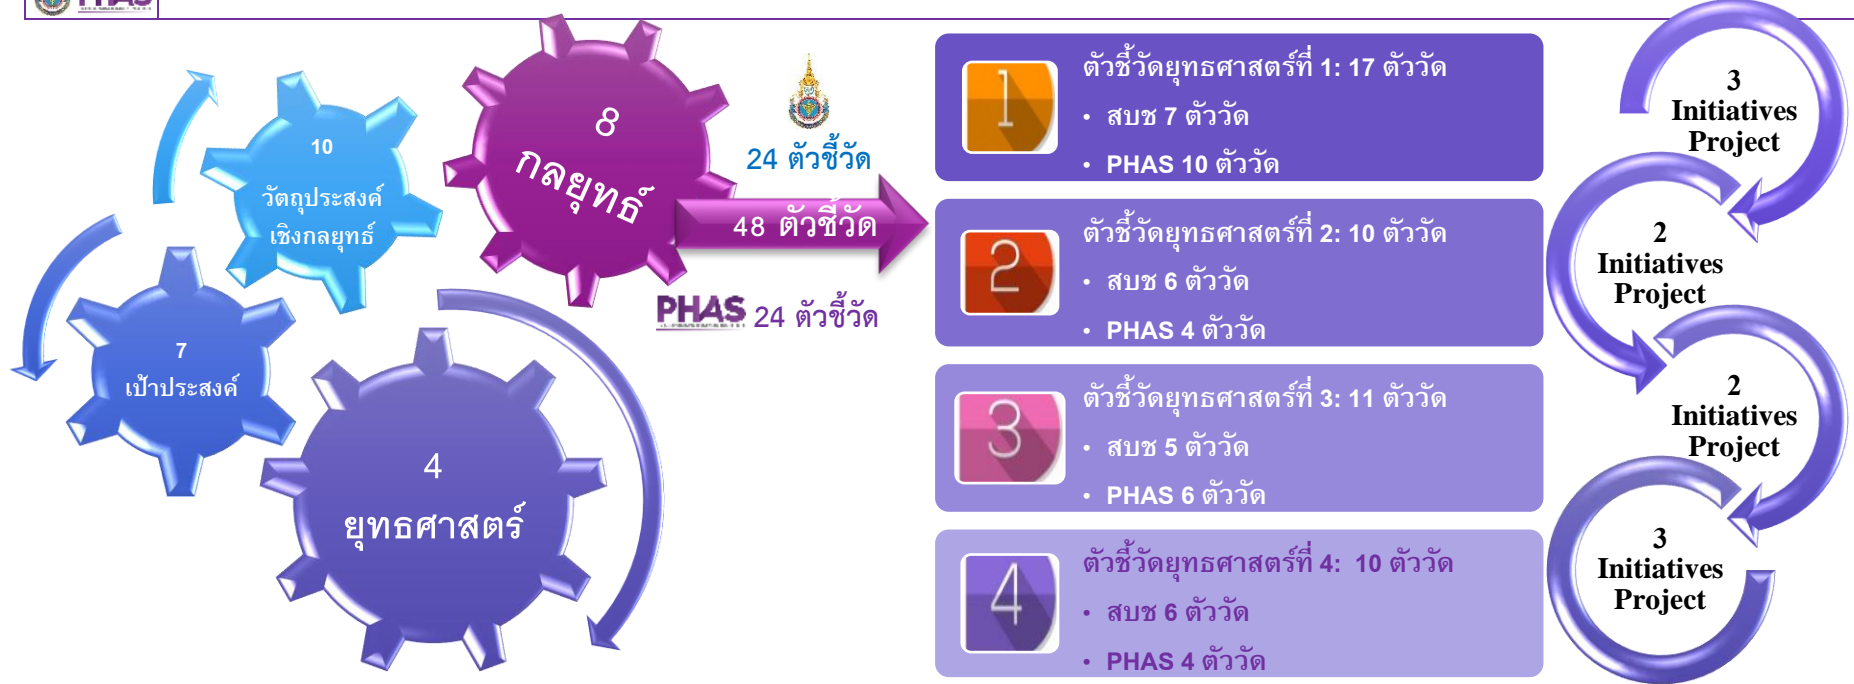 PHAS
10
วัตถุประสงค์
เชิงกลยุทธ์
7
เป้าประสงค์
4
ยุทธศาสตร์
8
กลยุทธ์
24 ตัวชี้วัด
48 ตัวชี้วัด
PHAS 24 ตัวชี้วัด
1
ตัวชี้วัดยุทธศาสตร์ที่ 1: 17 ตัววัด
• สบช 7 ตัววัด
• PHAS 10 ตัววัด
2
ตัวชี้วัดยุทธศาสตร์ที่ 2: 10 ตัววัด
• สบช 6 ตัววัด
• PHAS 4 ตัววัด
3
ตัวชี้วัดยุทธศาสตร์ที่ 3: 11 ตัววัด
• สบช 5 ตัววัด
• PHAS 6 ตัววัด
4
ตัวชี้วัดยุทธศาสตร์ที่ 4: 10 ตัววัด
• สบช 6 ตัววัด
• PHAS 4 ตัววัด
3
Initiatives
Project
2
Initiatives
Project
2
Initiatives
Project
3
Initiatives
Project